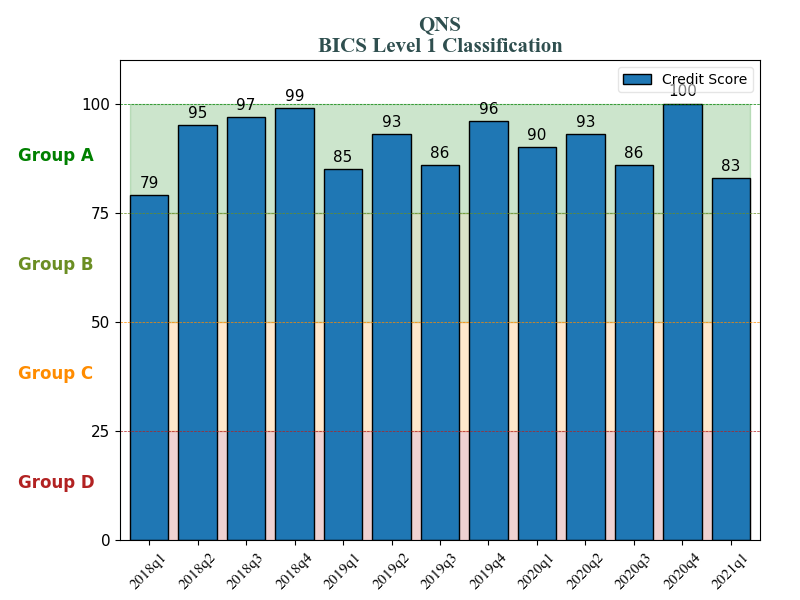 QNS
BICS Level 1 Classification
Credit Score
100
75
50
25
0
Group A
Group B
Group C
Group D
79
95
97
99
85
93
86
96
90
93
86
100
83
2018q1
2018q2
2018q3
2018q4
2019q1
2019q2
2019q3
2019q4
2020q1
2020q2
2020q3
2020q4
2021q1